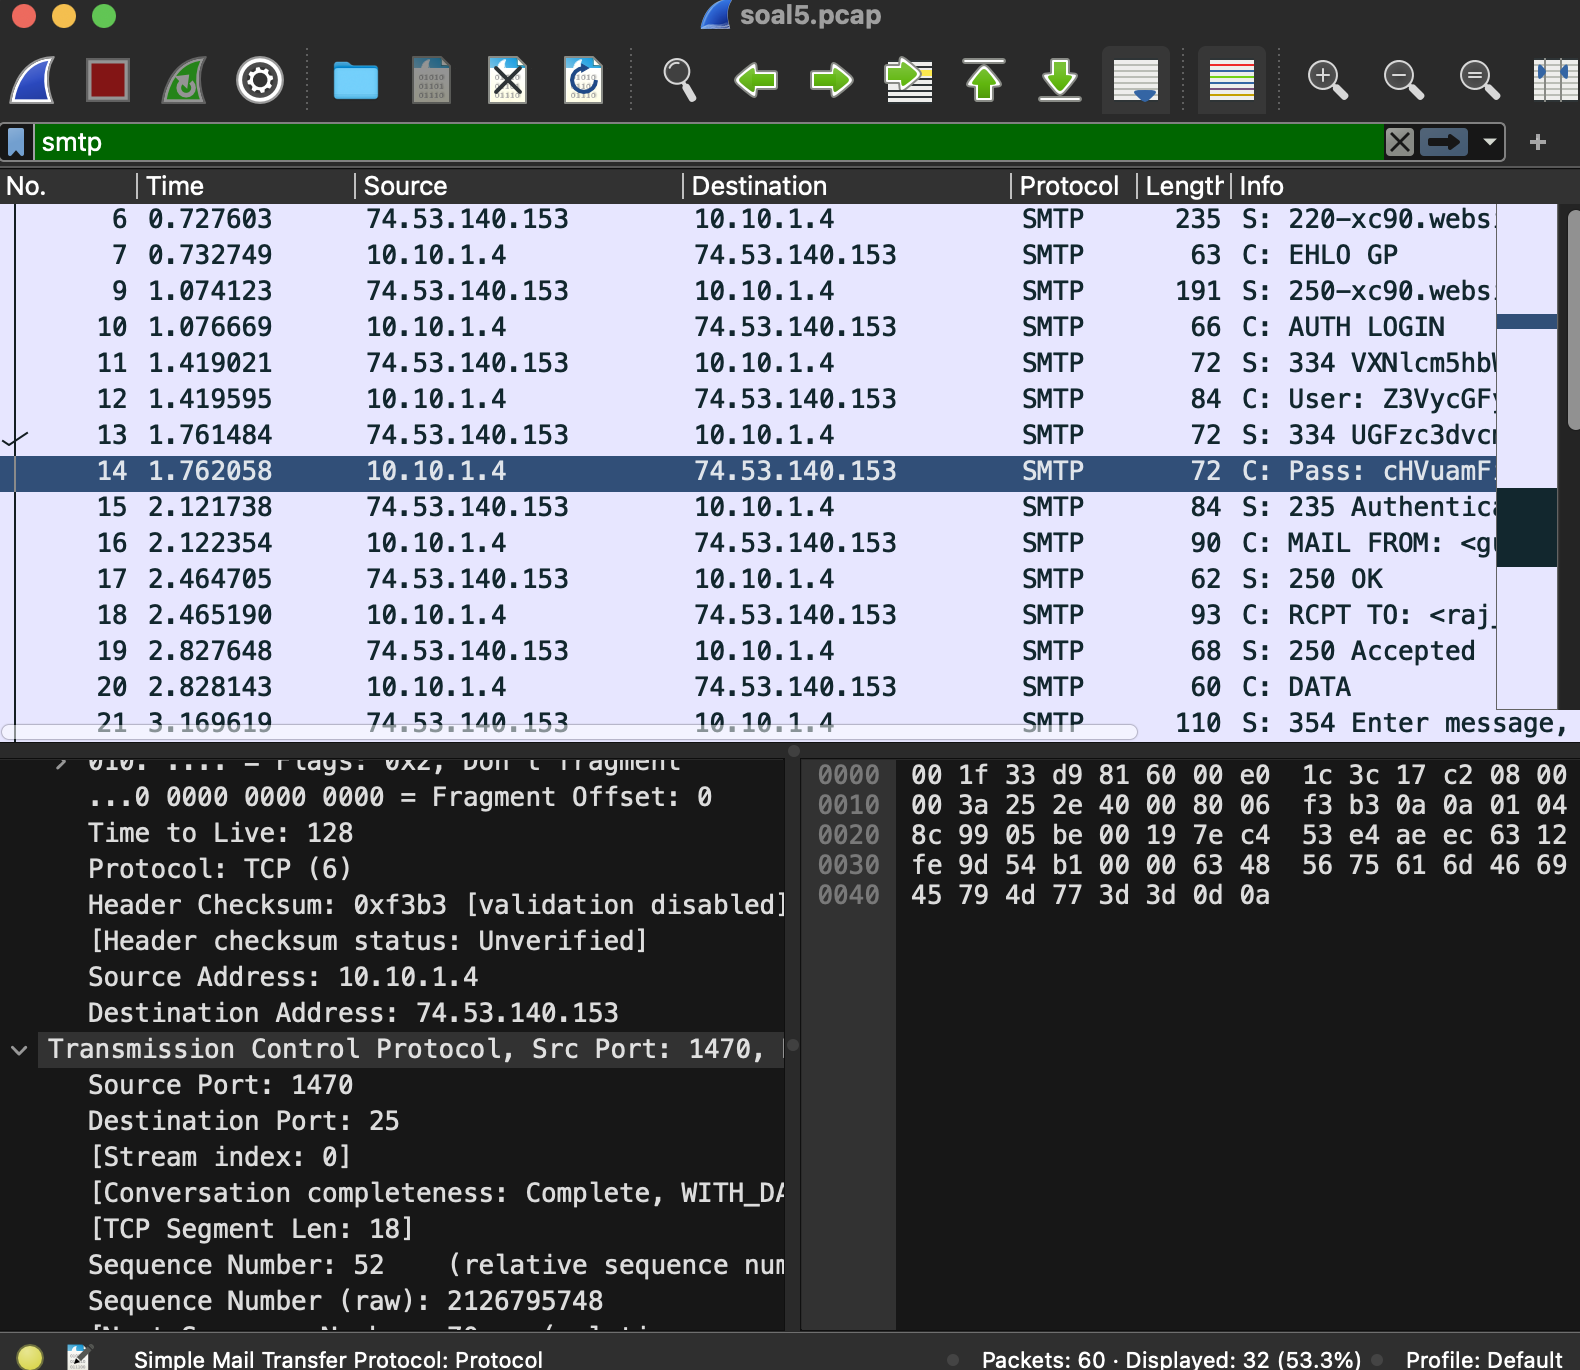 soal5.pcap
smtp
No. Time Source Destination Protocol Length Info
6 0.727603 74.53.140.153 10.10.1.4 SMTP 235 S: 220-xc90.webs
7 0.732749 10.10.1.4 74.53.140.153 SMTP 63 C: EHLO GP
9 1.074123 74.53.140.153 10.10.1.4 SMTP 191 S: 250-xc90.webs
10 1.076669 10.10.1.4 74.53.140.153 SMTP 66 C: AUTH LOGIN
11 1.419021 74.53.140.153 10.10.1.4 SMTP 72 S: 334 VXNlcm5hb
12 1.419595 10.10.1.4 74.53.140.153 SMTP 84 C: User: Z3VycGF
13 1.761484 74.53.140.153 10.10.1.4 SMTP 72 S: 334 UGFzc3dvc
14 1.762058 10.10.1.4 74.53.140.153 SMTP 72 C: Pass: cHVuamF
15 2.121738 74.53.140.153 10.10.1.4 SMTP 84 S: 235 Authentic
16 2.122354 10.10.1.4 74.53.140.153 SMTP 90 C: MAIL FROM: <g
17 2.464705 74.53.140.153 10.10.1.4 SMTP 62 S: 250 OK
18 2.465190 10.10.1.4 74.53.140.153 SMTP 93 C: RCPT TO: <raj_
19 2.827648 74.53.140.153 10.10.1.4 SMTP 68 S: 250 Accepted
20 2.828143 10.10.1.4 74.53.140.153 SMTP 60 C: DATA
21 3.169619 74.53.140.153 10.10.1.4 SMTP 110 S: 354 Enter message,
010. .... = Flags: 0x2, Don't fragment
...0 0000 0000 0000 = Fragment Offset: 0
Time to Live: 128
Protocol: TCP (6)
Header Checksum: 0xf3b3 [validation disabled]
[Header checksum status: Unverified]
Source Address: 10.10.1.4
Destination Address: 74.53.140.153
Transmission Control Protocol, Src Port: 1470,
Source Port: 1470
Destination Port: 25
[Stream index: 0]
[Conversation completeness: Complete, WITH_DA
[TCP Segment Len: 18]
Sequence Number: 52 (relative sequence num
Sequence Number (raw): 2126795748
0000 00 1f 33 d9 81 60 00 e0 1c 3c 17 c2 08 00
0010 00 3a 25 2e 40 00 80 06 f3 b3 0a 0a 01 04
0020 8c 99 05 be 00 19 7e c4 53 e4 ae ec 63 12
0030 fe 9d 54 b1 00 00 63 48 56 75 61 6d 46 69
0040 45 79 4d 77 3d 3d 0d 0a
Simple Mail Transfer Protocol: Protocol
Packets: 60 · Displayed: 32 (53.3%)
Profile: Default